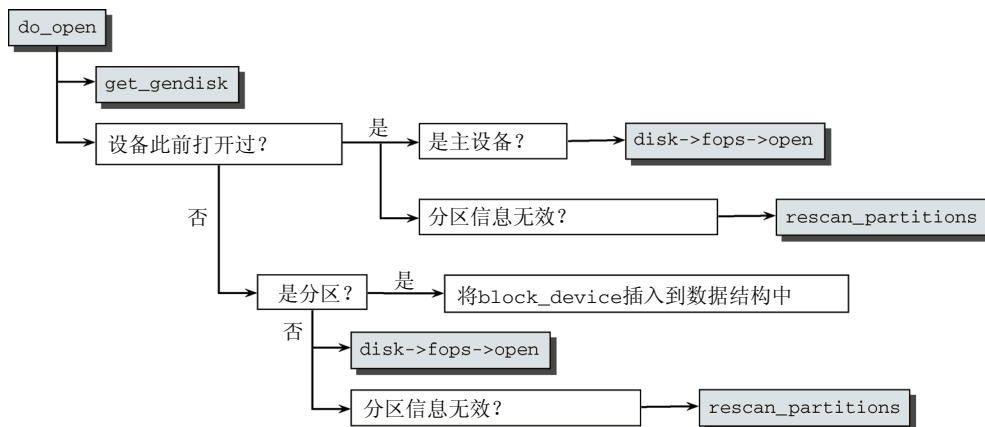 do_open
get_gendisk
设备此前打开过?
是
是主设备?
disk->fops->open
分区信息无效?
rescan_partitions
否
是分区?
是
将block_device插入到数据结构中
否
disk->fops->open
分区信息无效?
rescan_partitions